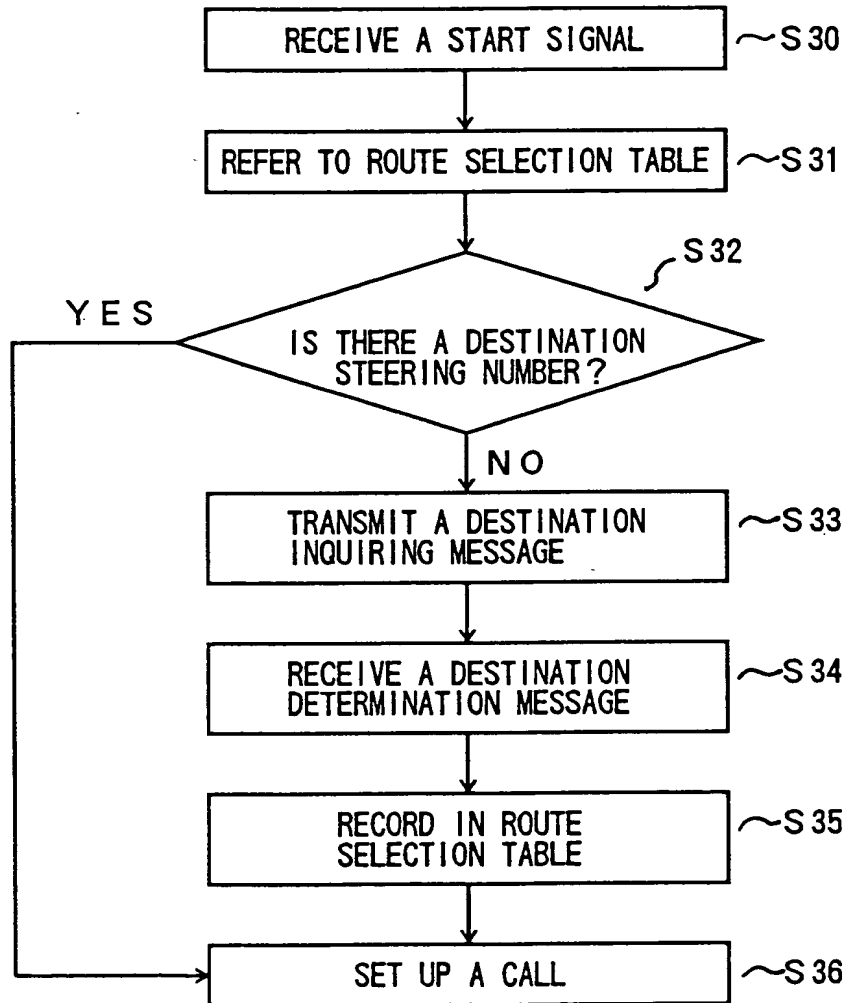 RECEIVE A START SIGNAL
~S30
REFER TO ROUTE SELECTION TABLE
~S31
S32
YES
IS THERE A DESTINATION
STEERING NUMBER?
NO
TRANSMIT A DESTINATION
INQUIRING MESSAGE
~S33
RECEIVE A DESTINATION
DETERMINATION MESSAGE
~S34
RECORD IN ROUTE
SELECTION TABLE
~S35
SET UP A CALL
~S36